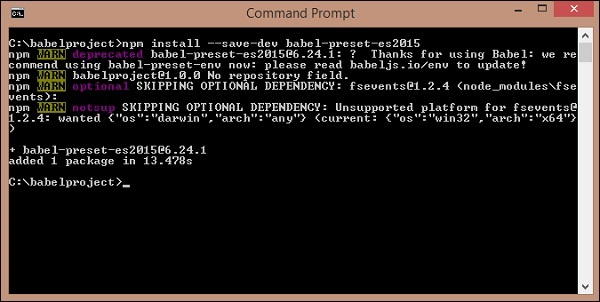 Command Prompt
C:\babelproject>npm install --save-dev babel-preset-es2015
npm WARN deprecated babel-preset-es2015@6.24.1: ?  Thanks for using Babel: we re
commend using babel-preset-env now: please read babeljs.io/env to update!
npm WARN babelproject@1.0.0 No repository field.
npm WARN optional SKIPPING OPTIONAL DEPENDENCY: fsevents@1.2.4 (node_modules\fse
vents):
npm WARN notsup SKIPPING OPTIONAL DEPENDENCY: Unsupported platform for fsevents@
1.2.4: wanted {"os":"darwin","arch":"any"} (current: {"os":"win32","arch":"x64"}
)
+ babel-preset-es2015@6.24.1
added 1 package in 13.478s
C:\babelproject>_